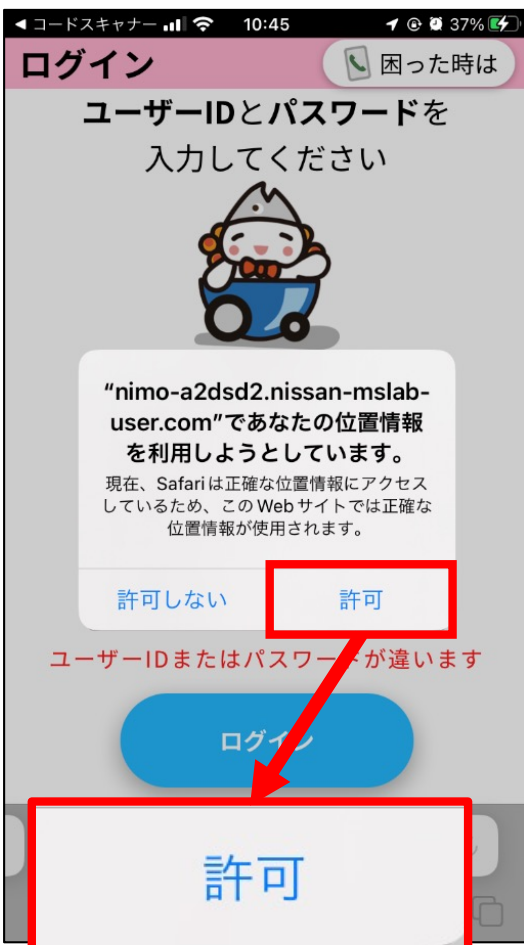 ◀ コードスキャナー 10:45 37%
ログイン
困った時は
ユーザーIDとパスワードを
入力してください
“nimo-a2dsd2.nissan-mslab-
user.com”であなたの位置情報
を利用しようとしています。
現在、Safariは正確な位置情報にアクセス
しているため、このWebサイトでは正確な
位置情報が使用されます。
許可しない
許可
ユーザーIDまたはパスワードが違います
ログイン
許可